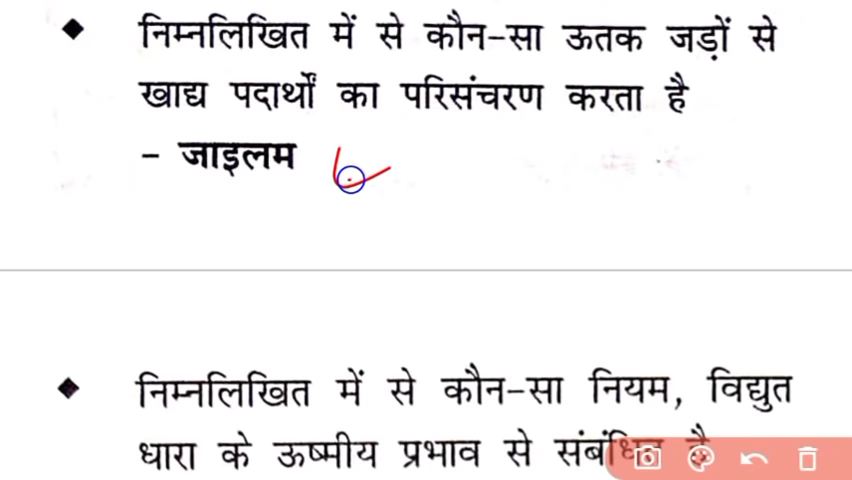 ◆ निम्नलिखित में से कौन-सा ऊतक जड़ों से
खाद्य पदार्थों का परिसंचरण करता है
- जाइलम
◆ निम्नलिखित में से कौन-सा नियम, विद्युत
धारा के ऊष्मीय प्रभाव से संबंधित है